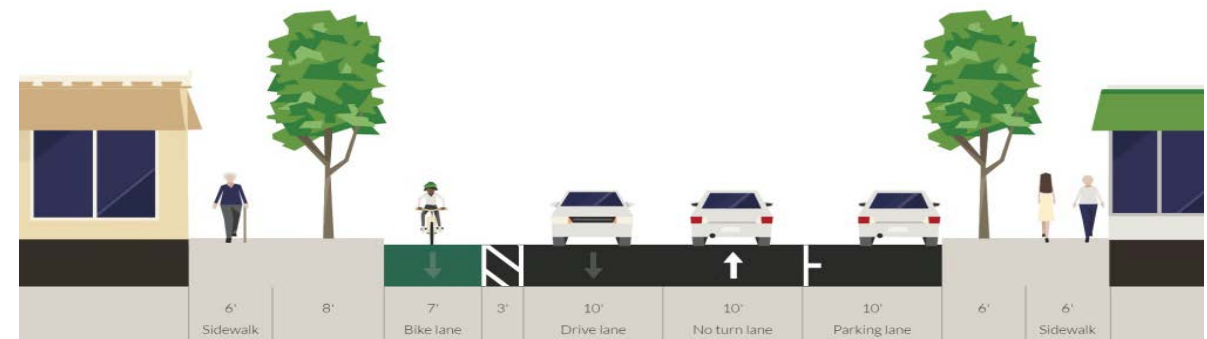 6' 8' 7' 3' 10' 10' 10' 6' 6'
Sidewalk Bike lane Drive lane No turn lane Parking lane Sidewalk